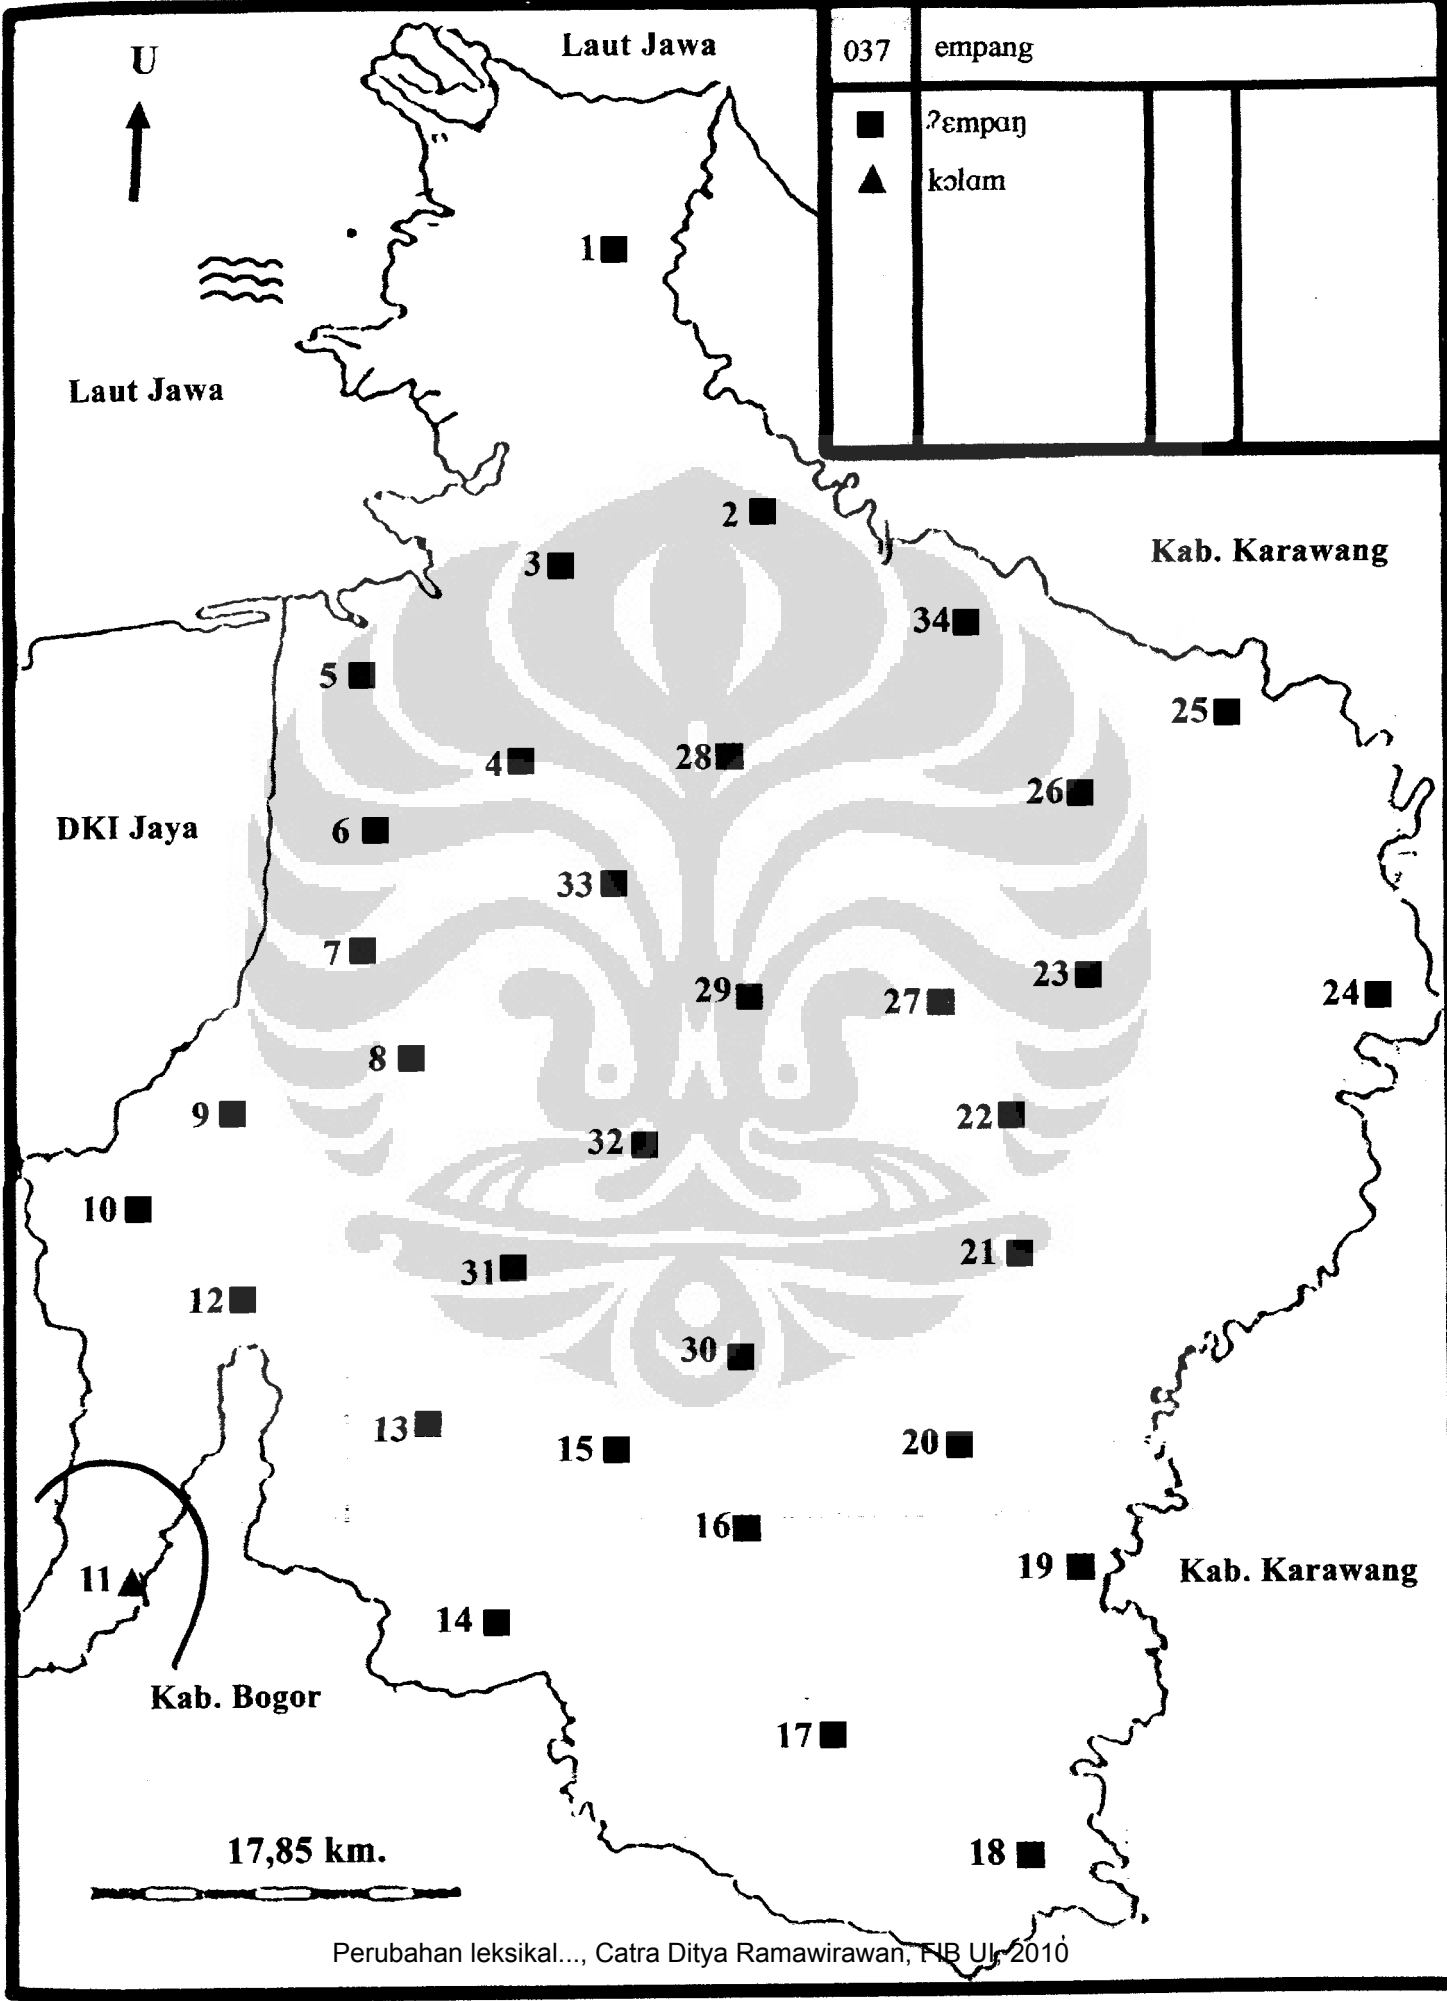 U
Laut Jawa
037 empang
ʔɛmpɑŋ
kɔlɑm
1
Laut Jawa
2
3
Kab. Karawang
34
5
25
4
28
26
DKI Jaya
6
33
7
29
27
23
24
8
9
22
32
10
21
31
12
30
13
15
20
16
19
Kab. Karawang
11
14
Kab. Bogor
17
17,85 km.
18
Perubahan leksikal..., Catra Ditya Ramawirawan, FIB UI, 2010